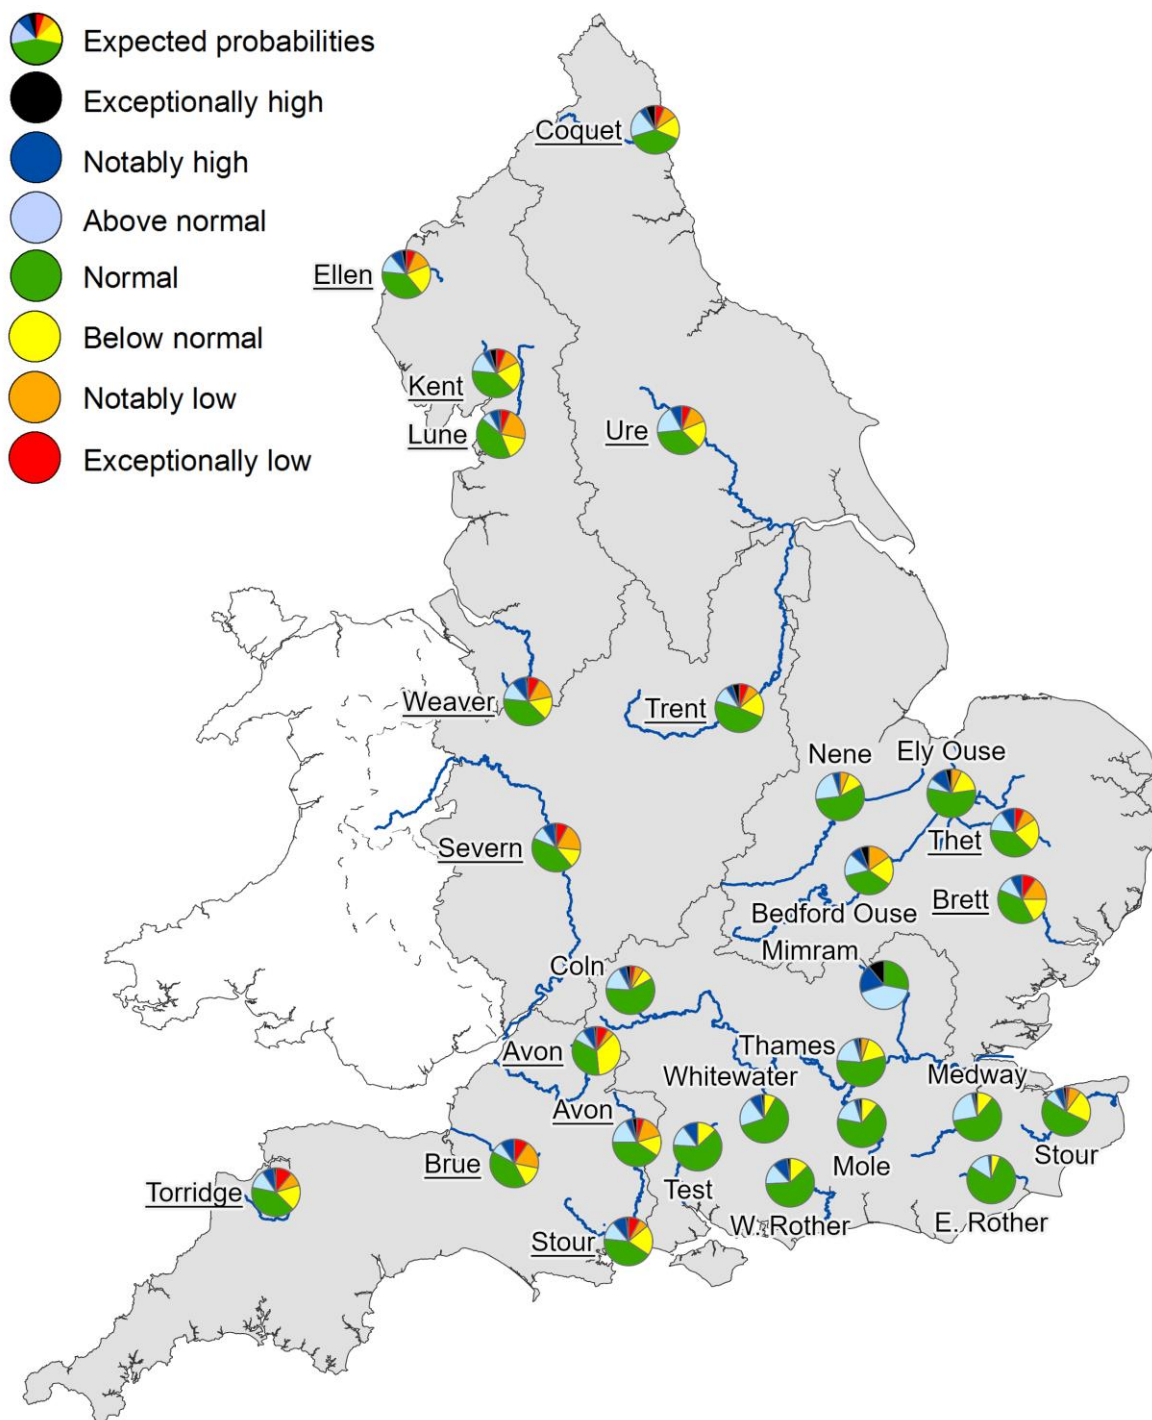 Expected probabilities
Exceptionally high
Notably high
Above normal
Normal
Below normal
Notably low
Exceptionally low
Coquet
Ellen
Kent
Lune
Ure
Weaver
Trent
Nene
Ely Ouse
Thet
Severn
Bedford Ouse
Brett
Mimram
Coln
Avon
Thames
Whitewater
Medway
Avon
Brue
Test
Mole
Stour
Torridge
W. Rother
E. Rother
Stour